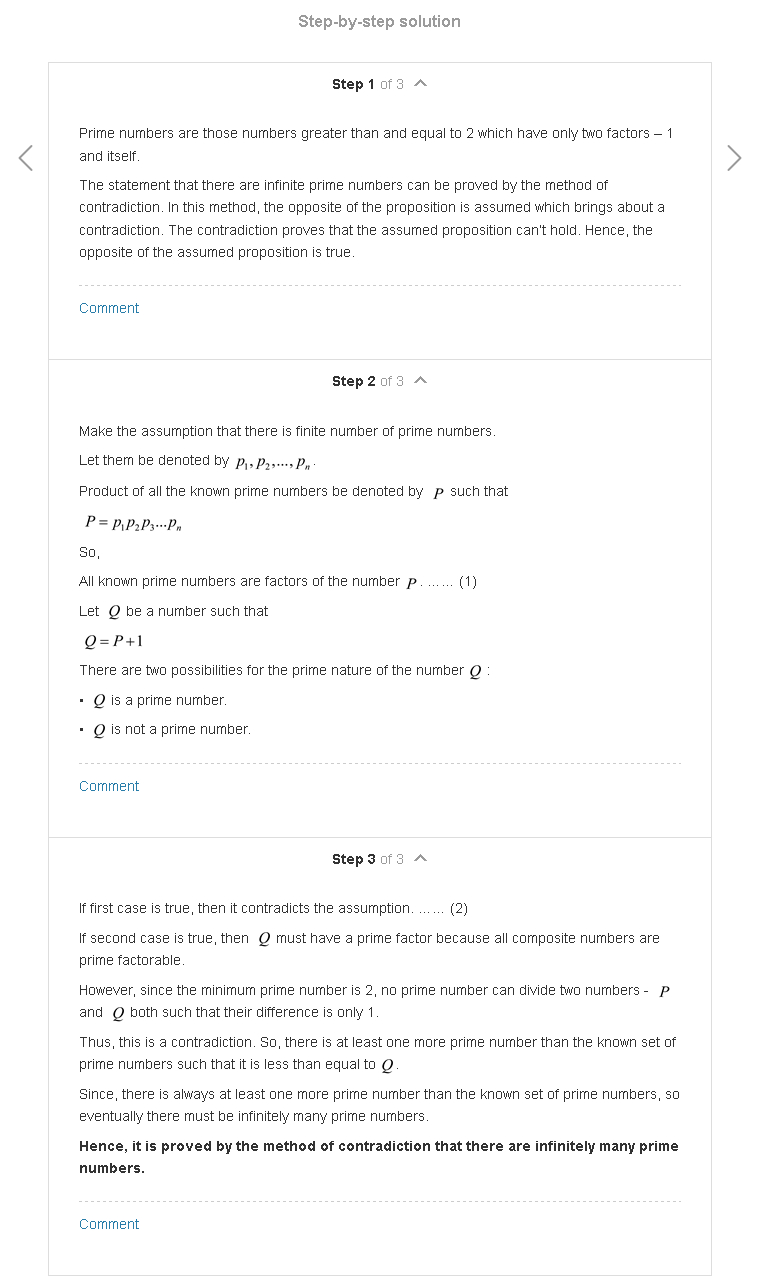 Step-by-step solution
Step 1 of 3
Prime numbers are those numbers greater than and equal to 2 which have only two factors – 1
and itself.
The statement that there are infinite prime numbers can be proved by the method of
contradiction. In this method, the opposite of the proposition is assumed which brings about a
contradiction. The contradiction proves that the assumed proposition can't hold. Hence, the
opposite of the assumed proposition is true.
Comment
Step 2 of 3
Make the assumption that there is finite number of prime numbers.
Let them be denoted by p₁, p₂,..., pₙ.
Product of all the known prime numbers be denoted by P such that
P = p₁p₂p₃...pₙ
So,
All known prime numbers are factors of the number P. …… (1)
Let Q be a number such that
Q = P+1
There are two possibilities for the prime nature of the number Q :
• Q is a prime number.
• Q is not a prime number.
Comment
Step 3 of 3
If first case is true, then it contradicts the assumption. …… (2)
If second case is true, then Q must have a prime factor because all composite numbers are
prime factorable.
However, since the minimum prime number is 2, no prime number can divide two numbers - P
and Q both such that their difference is only 1.
Thus, this is a contradiction. So, there is at least one more prime number than the known set of
prime numbers such that it is less than equal to Q.
Since, there is always at least one more prime number than the known set of prime numbers, so
eventually there must be infinitely many prime numbers.
Hence, it is proved by the method of contradiction that there are infinitely many prime
numbers.
Comment